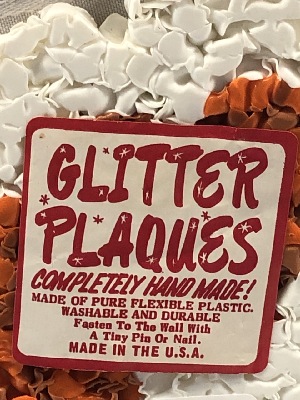 GLITTER
PLAQUES
COMPLETELY HAND MADE!
MADE OF PURE FLEXIBLE PLASTIC.
WASHABLE AND DURABLE
Fasten To The Wall With
A Tiny Pin Or Nail.
MADE IN THE U.S.A.